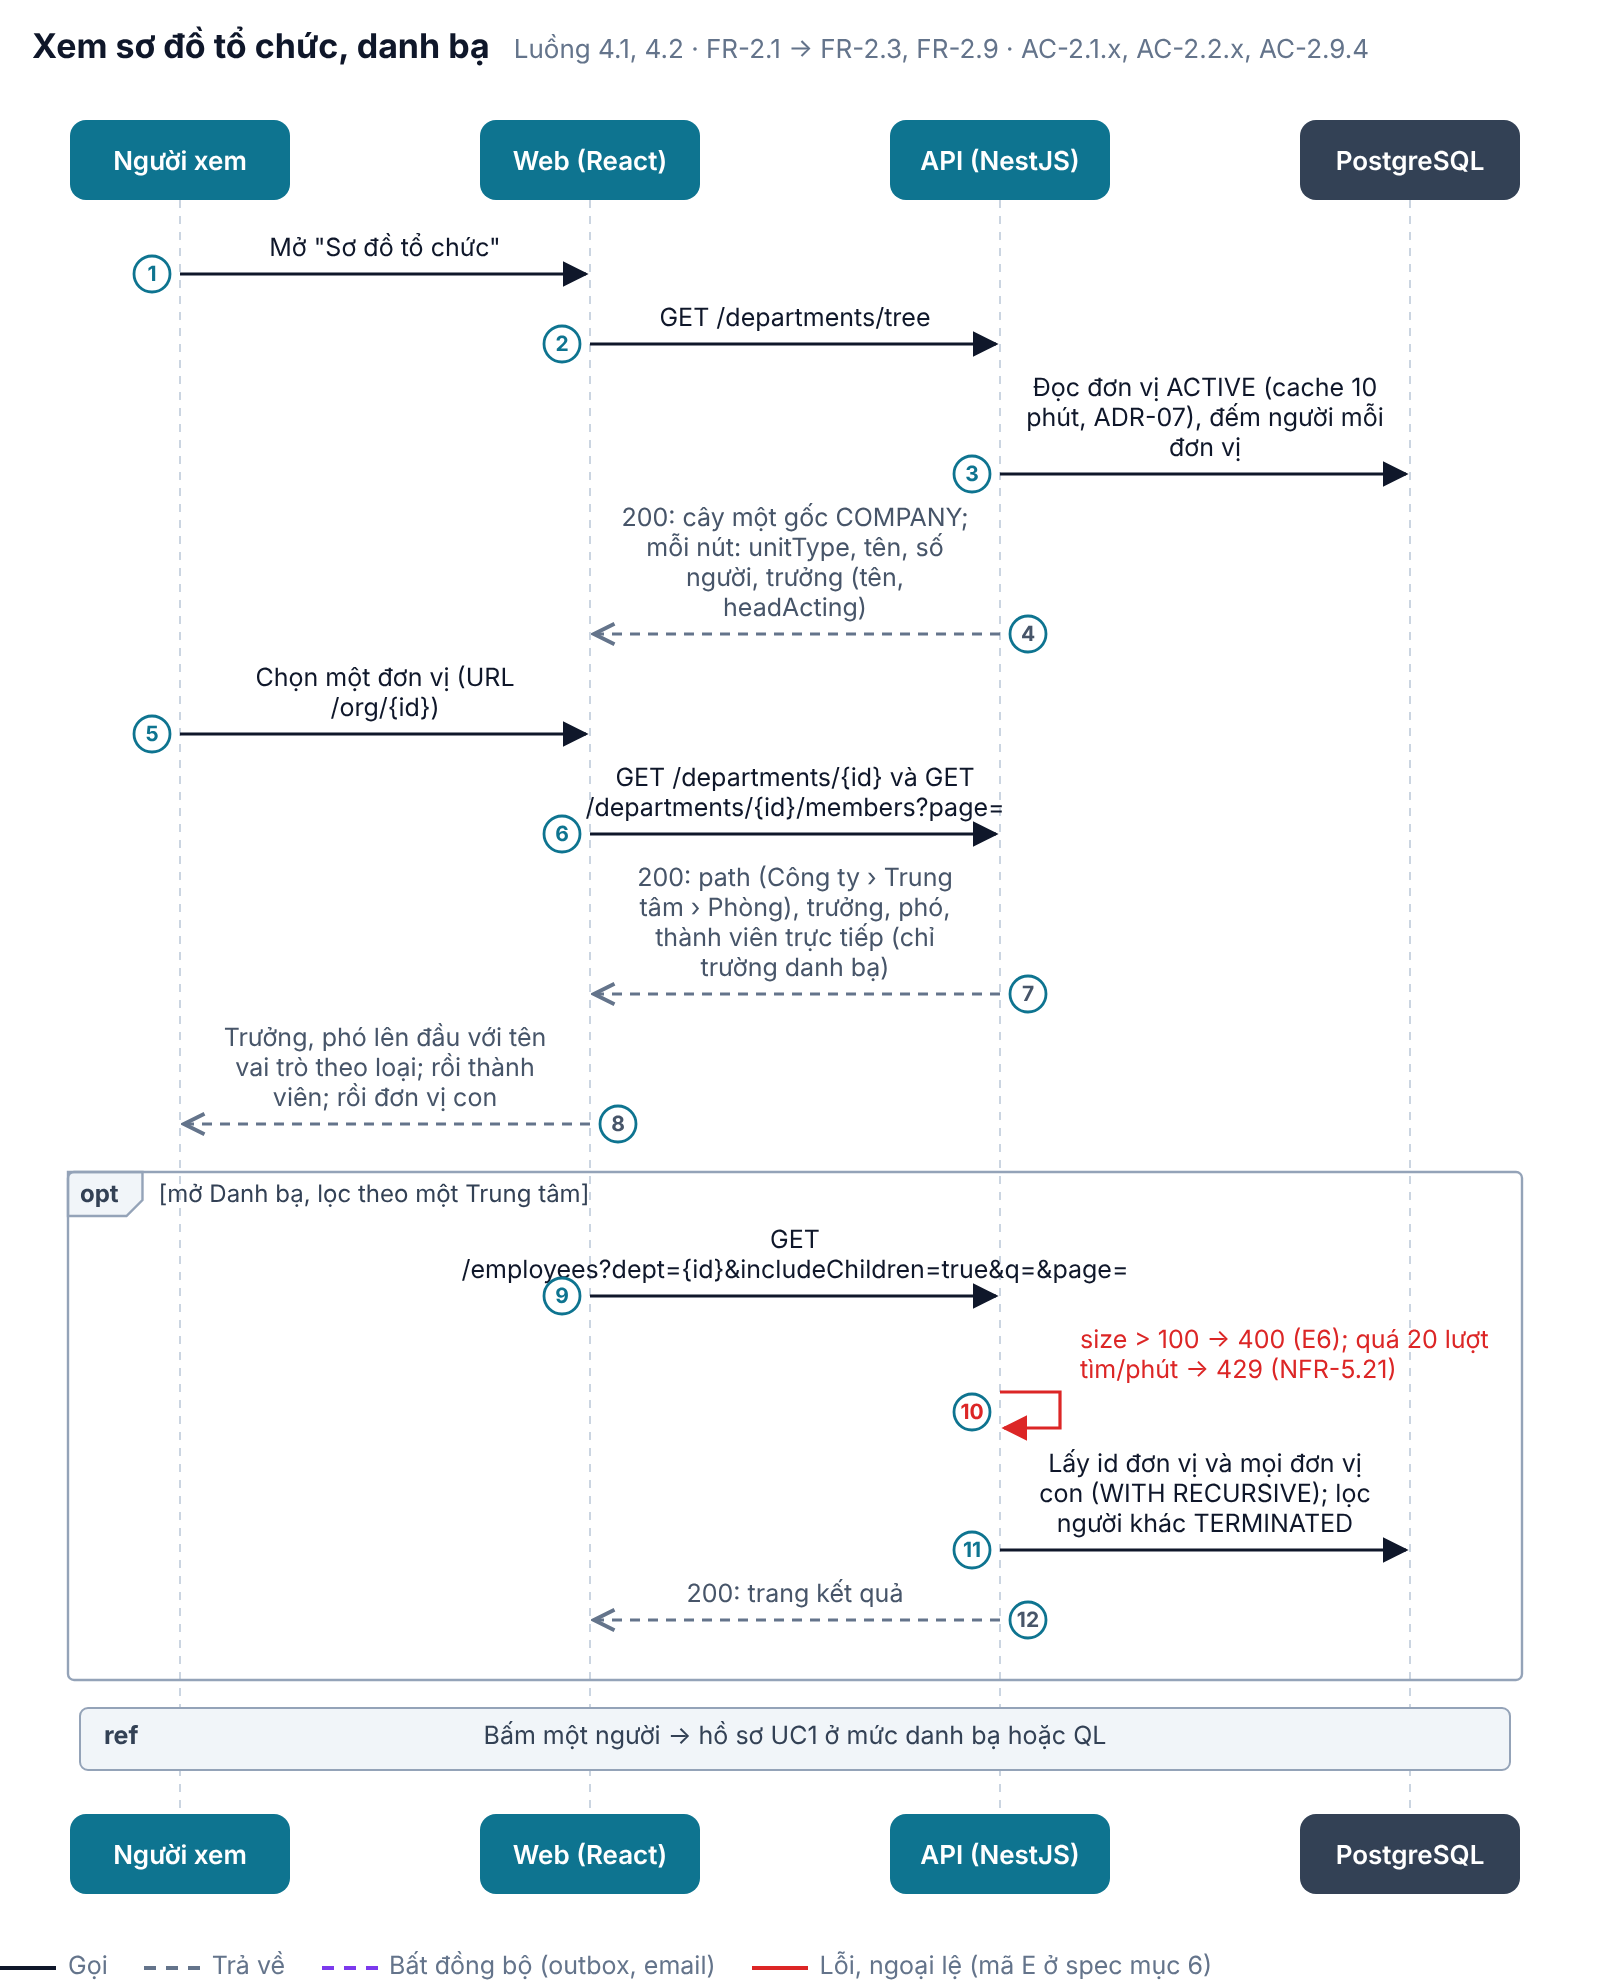 Xem sơ đồ tổ chức, danh bạ Luồng 4.1, 4.2 · FR-2.1 → FR-2.3, FR-2.9 · AC-2.1.x, AC-2.2.x, AC-2.9.4
Người xem
Web (React)
API (NestJS)
PostgreSQL
Mở "Sơ đồ tổ chức"
1
GET /departments/tree
2
Đọc đơn vị ACTIVE (cache 10
phút, ADR-07), đếm người mỗi
đơn vị
3
200: cây một gốc COMPANY;
mỗi nút: unitType, tên, số
người, trưởng (tên,
headActing)
4
Chọn một đơn vị (URL
/org/{id})
5
GET /departments/{id} và GET
/departments/{id}/members?page=
6
200: path (Công ty › Trung
tâm › Phòng), trưởng, phó,
thành viên trực tiếp (chỉ
trường danh bạ)
7
Trưởng, phó lên đầu với tên
vai trò theo loại; rồi thành
viên; rồi đơn vị con
8
opt [mở Danh bạ, lọc theo một Trung tâm]
GET
/employees?dept={id}&includeChildren=true&q=&page=
9
size > 100 → 400 (E6); quá 20 lượt
tìm/phút → 429 (NFR-5.21)
10
Lấy id đơn vị và mọi đơn vị
con (WITH RECURSIVE); lọc
người khác TERMINATED
11
200: trang kết quả
12
ref Bấm một người → hồ sơ UC1 ở mức danh bạ hoặc QL
Người xem
Web (React)
API (NestJS)
PostgreSQL
Gọi
Trả về
Bất đồng bộ (outbox, email)
Lỗi, ngoại lệ (mã E ở spec mục 6)